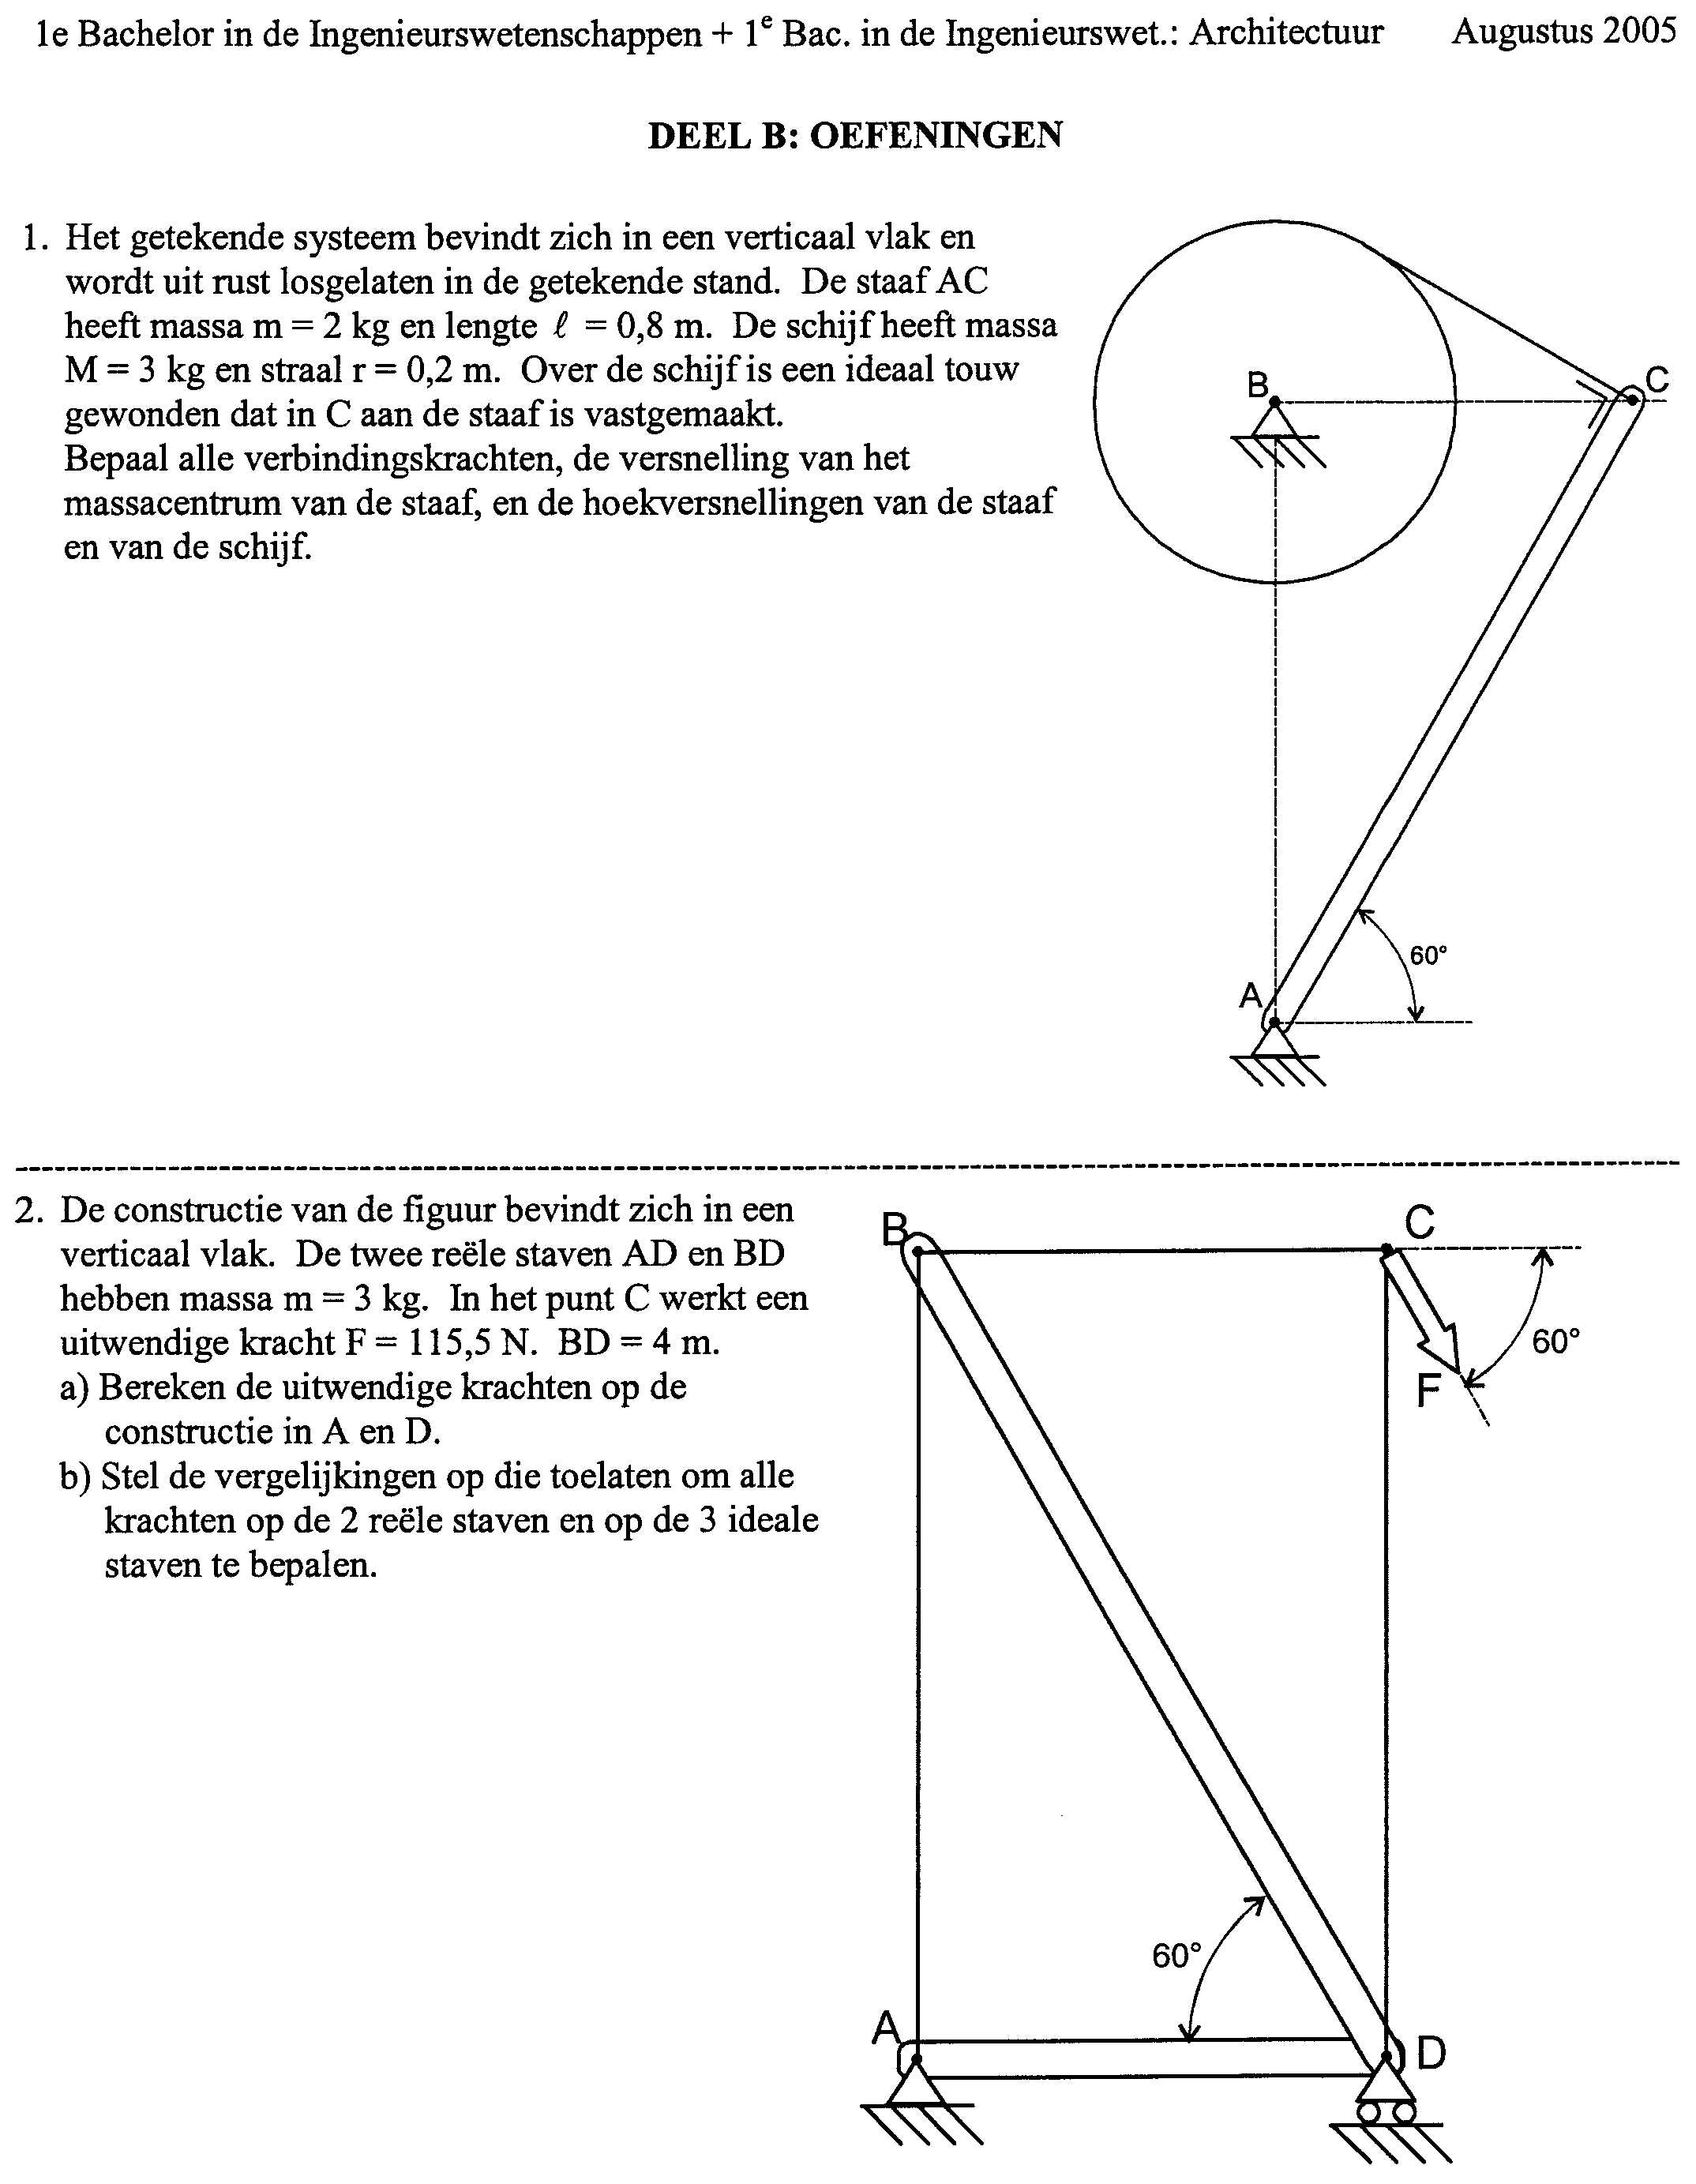 1e Bachelor in de Ingenieurswetenschappen + 1e Bac. in de Ingenieurswet.: Architectuur Augustus 2005
DEEL B: OEFENINGEN
1. Het getekende systeem bevindt zich in een verticaal vlak en
wordt uit rust losgelaten in de getekende stand. De staaf AC
heeft massa m = 2 kg en lengte ℓ = 0,8 m. De schijf heeft massa
M = 3 kg en straal r = 0,2 m. Over de schijf is een ideaal touw
gewonden dat in C aan de staaf is vastgemaakt.
Bepaal alle verbindingskrachten, de versnelling van het
massacentrum van de staaf, en de hoekversnellingen van de staaf
en van de schijf.
B
C
A
60°
2. De constructie van de figuur bevindt zich in een
verticaal vlak. De twee reële staven AD en BD
hebben massa m = 3 kg. In het punt C werkt een
uitwendige kracht F = 115,5 N. BD = 4 m.
a) Bereken de uitwendige krachten op de
constructie in A en D.
b) Stel de vergelijkingen op die toelaten om alle
krachten op de 2 reële staven en op de 3 ideale
staven te bepalen.
B
C
60°
F
60°
A
D